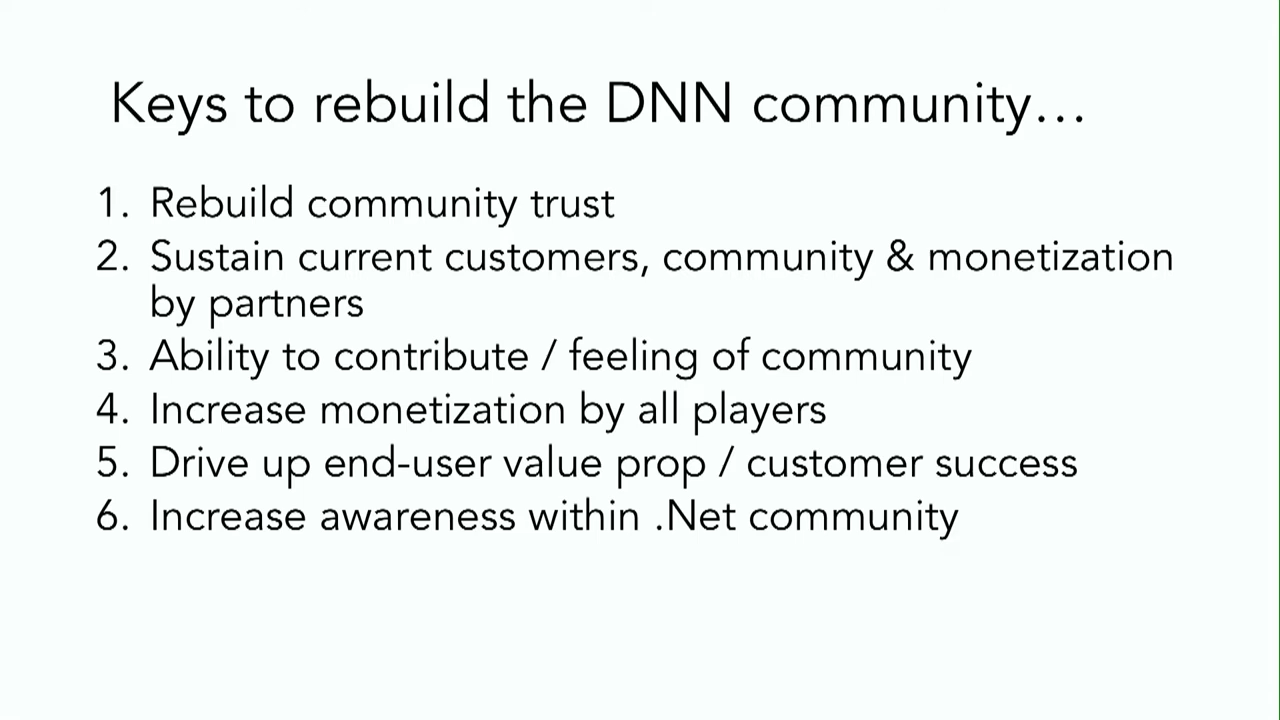 Keys to rebuild the DNN community...
1. Rebuild community trust
2. Sustain current customers, community & monetization
by partners
3. Ability to contribute / feeling of community
4. Increase monetization by all players
5. Drive up end-user value prop / customer success
6. Increase awareness within .Net community